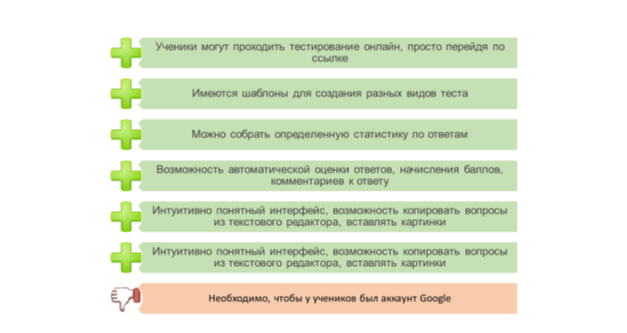 Ученики могут проходить тестирование онлайн, просто перейдя по
ссылке
Имеются шаблоны для создания разных видов теста
Можно собрать определенную статистику по ответам
Возможность автоматической оценки ответов, начисления баллов,
комментариев к ответу
Интуитивно понятный интерфейс, возможность копировать вопросы
из текстового редактора, вставлять картинки
Интуитивно понятный интерфейс, возможность копировать вопросы
из текстового редактора, вставлять картинки
Необходимо, чтобы у учеников был аккаунт Google